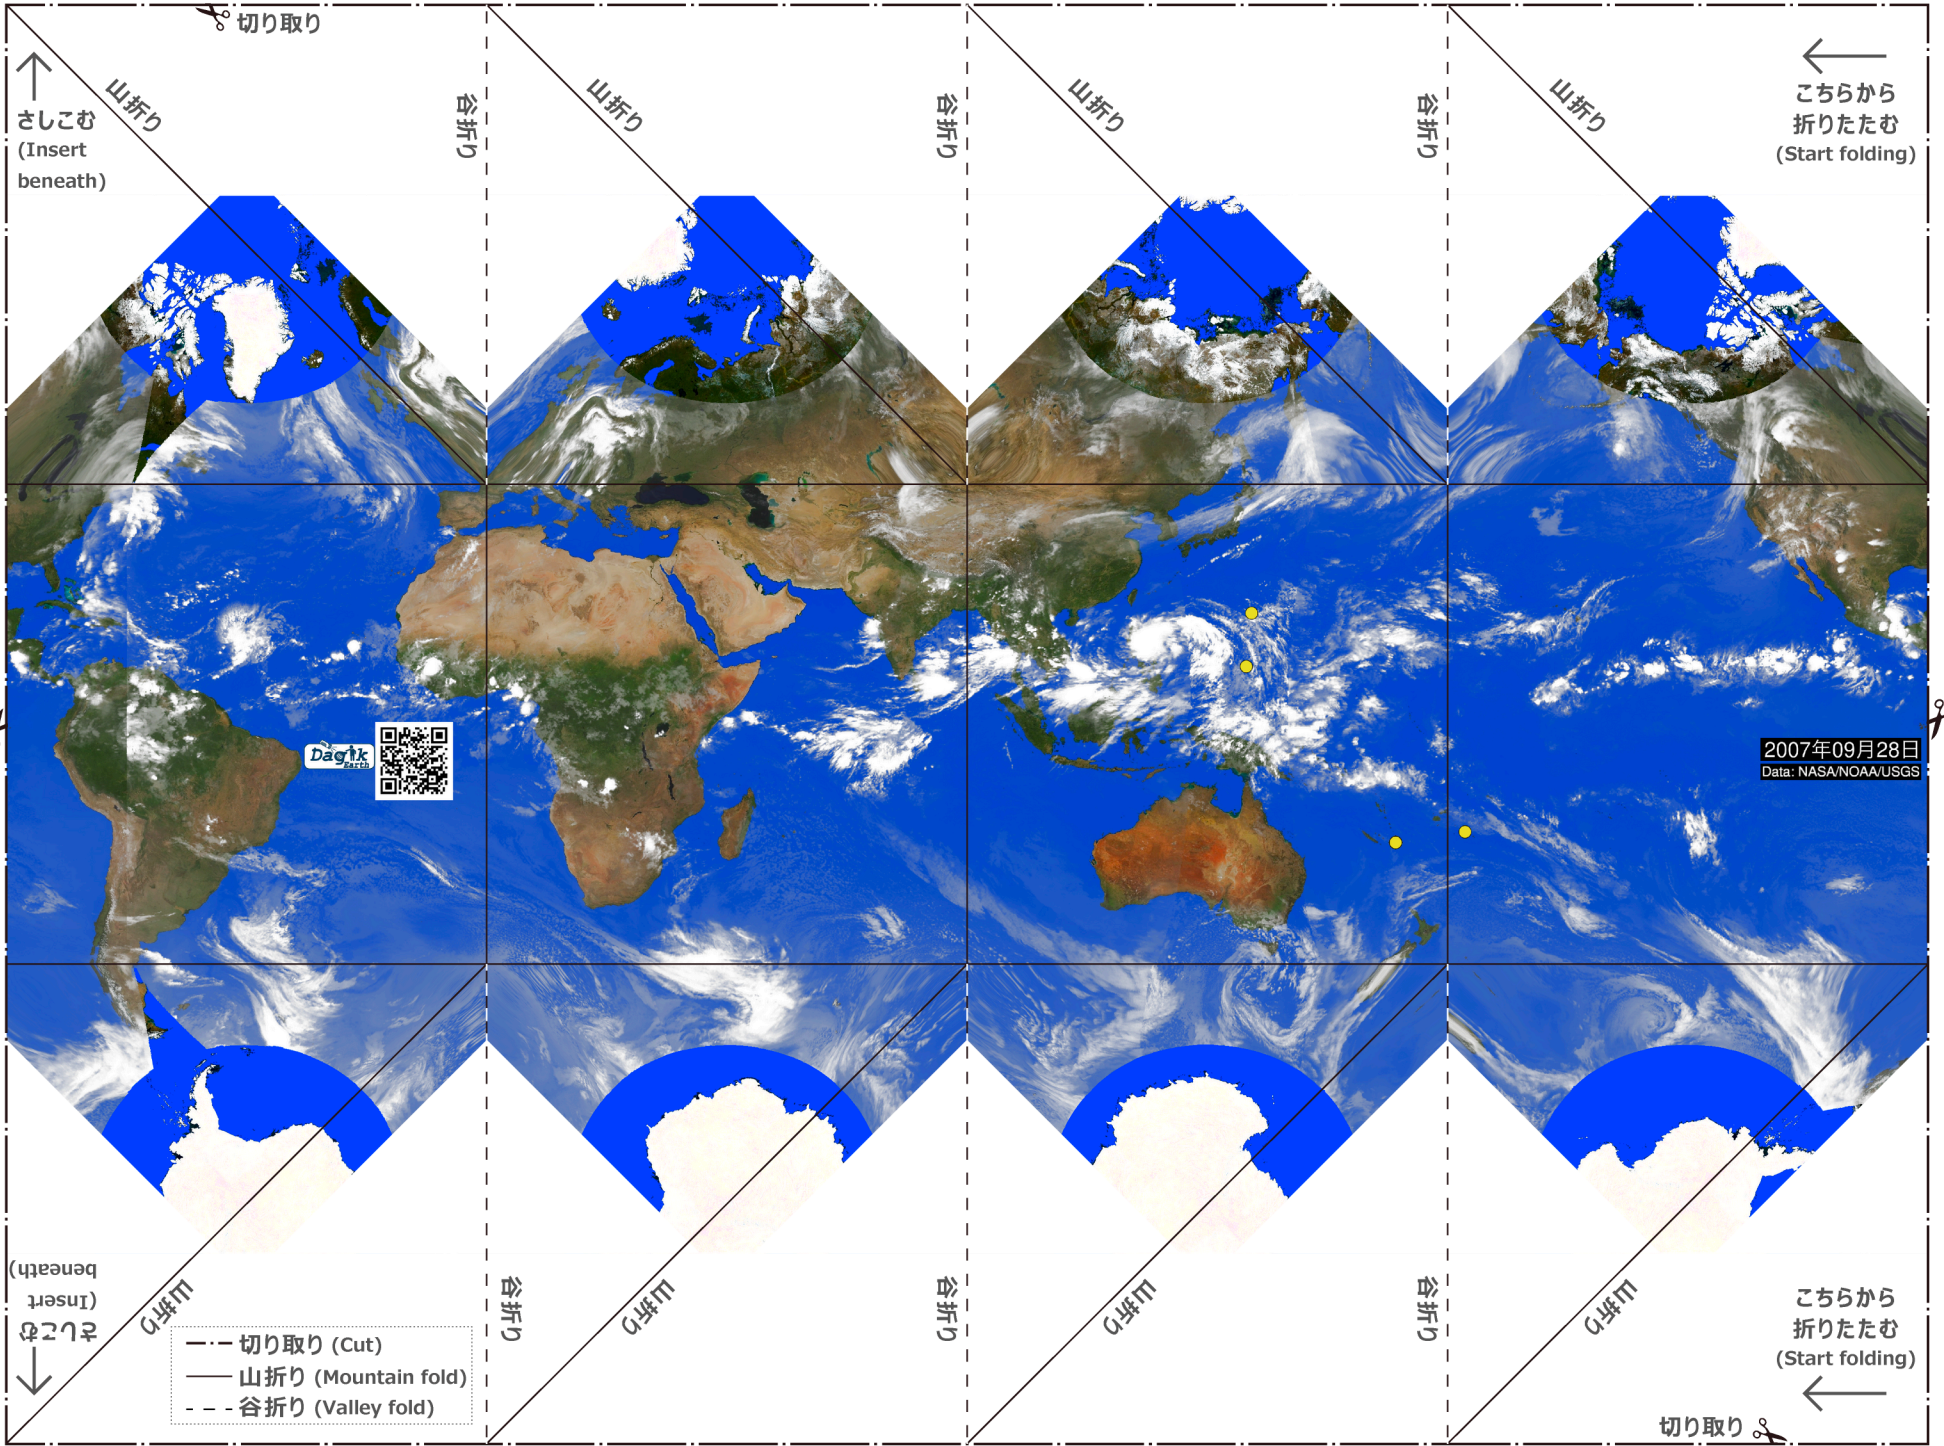 切り取り
山折り
谷折り
山折り
谷折り
山折り
谷折り
山折り
こちらから
折りたたむ
(Start folding)
さしこむ
(Insert
beneath)
Dagik
Earth
2007年09月28日
Data: NASA/NOAA/USGS
さしこむ
(Insert
beneath)
山折り
谷折り
山折り
谷折り
山折り
谷折り
山折り
こちらから
折りたたむ
(Start folding)
切り取り (Cut)
山折り (Mountain fold)
谷折り (Valley fold)
切り取り